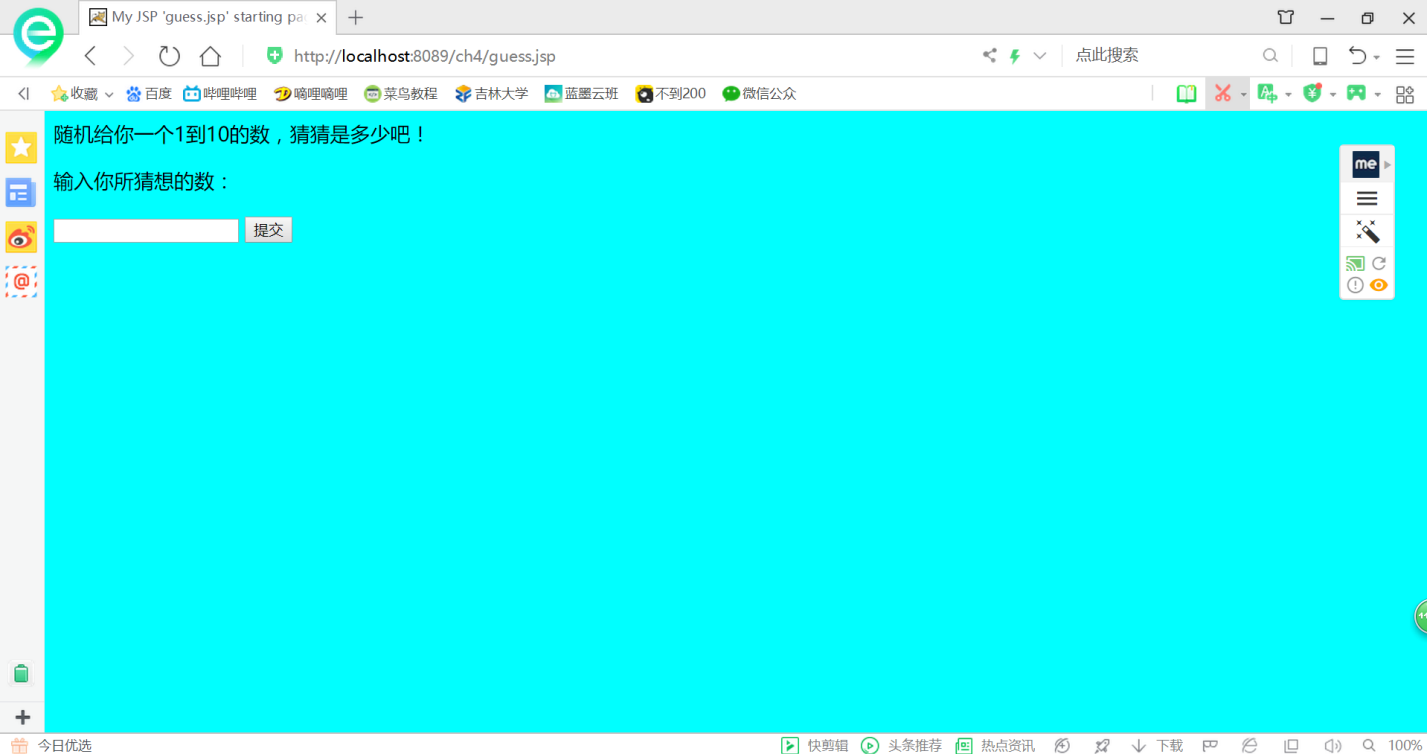 My JSP 'guess.jsp' starting pa
http://localhost:8089/ch4/guess.jsp
点此搜索
收藏 百度 哔哩哔哩 嘀哩嘀哩 菜鸟教程 吉林大学 蓝墨云班 不到200 微信公众
随机给你一个1到10的数，猜猜是多少吧！
me
输入你所猜想的数：
提交
今日优选 快剪辑 头条推荐 热点资讯 下载 100%